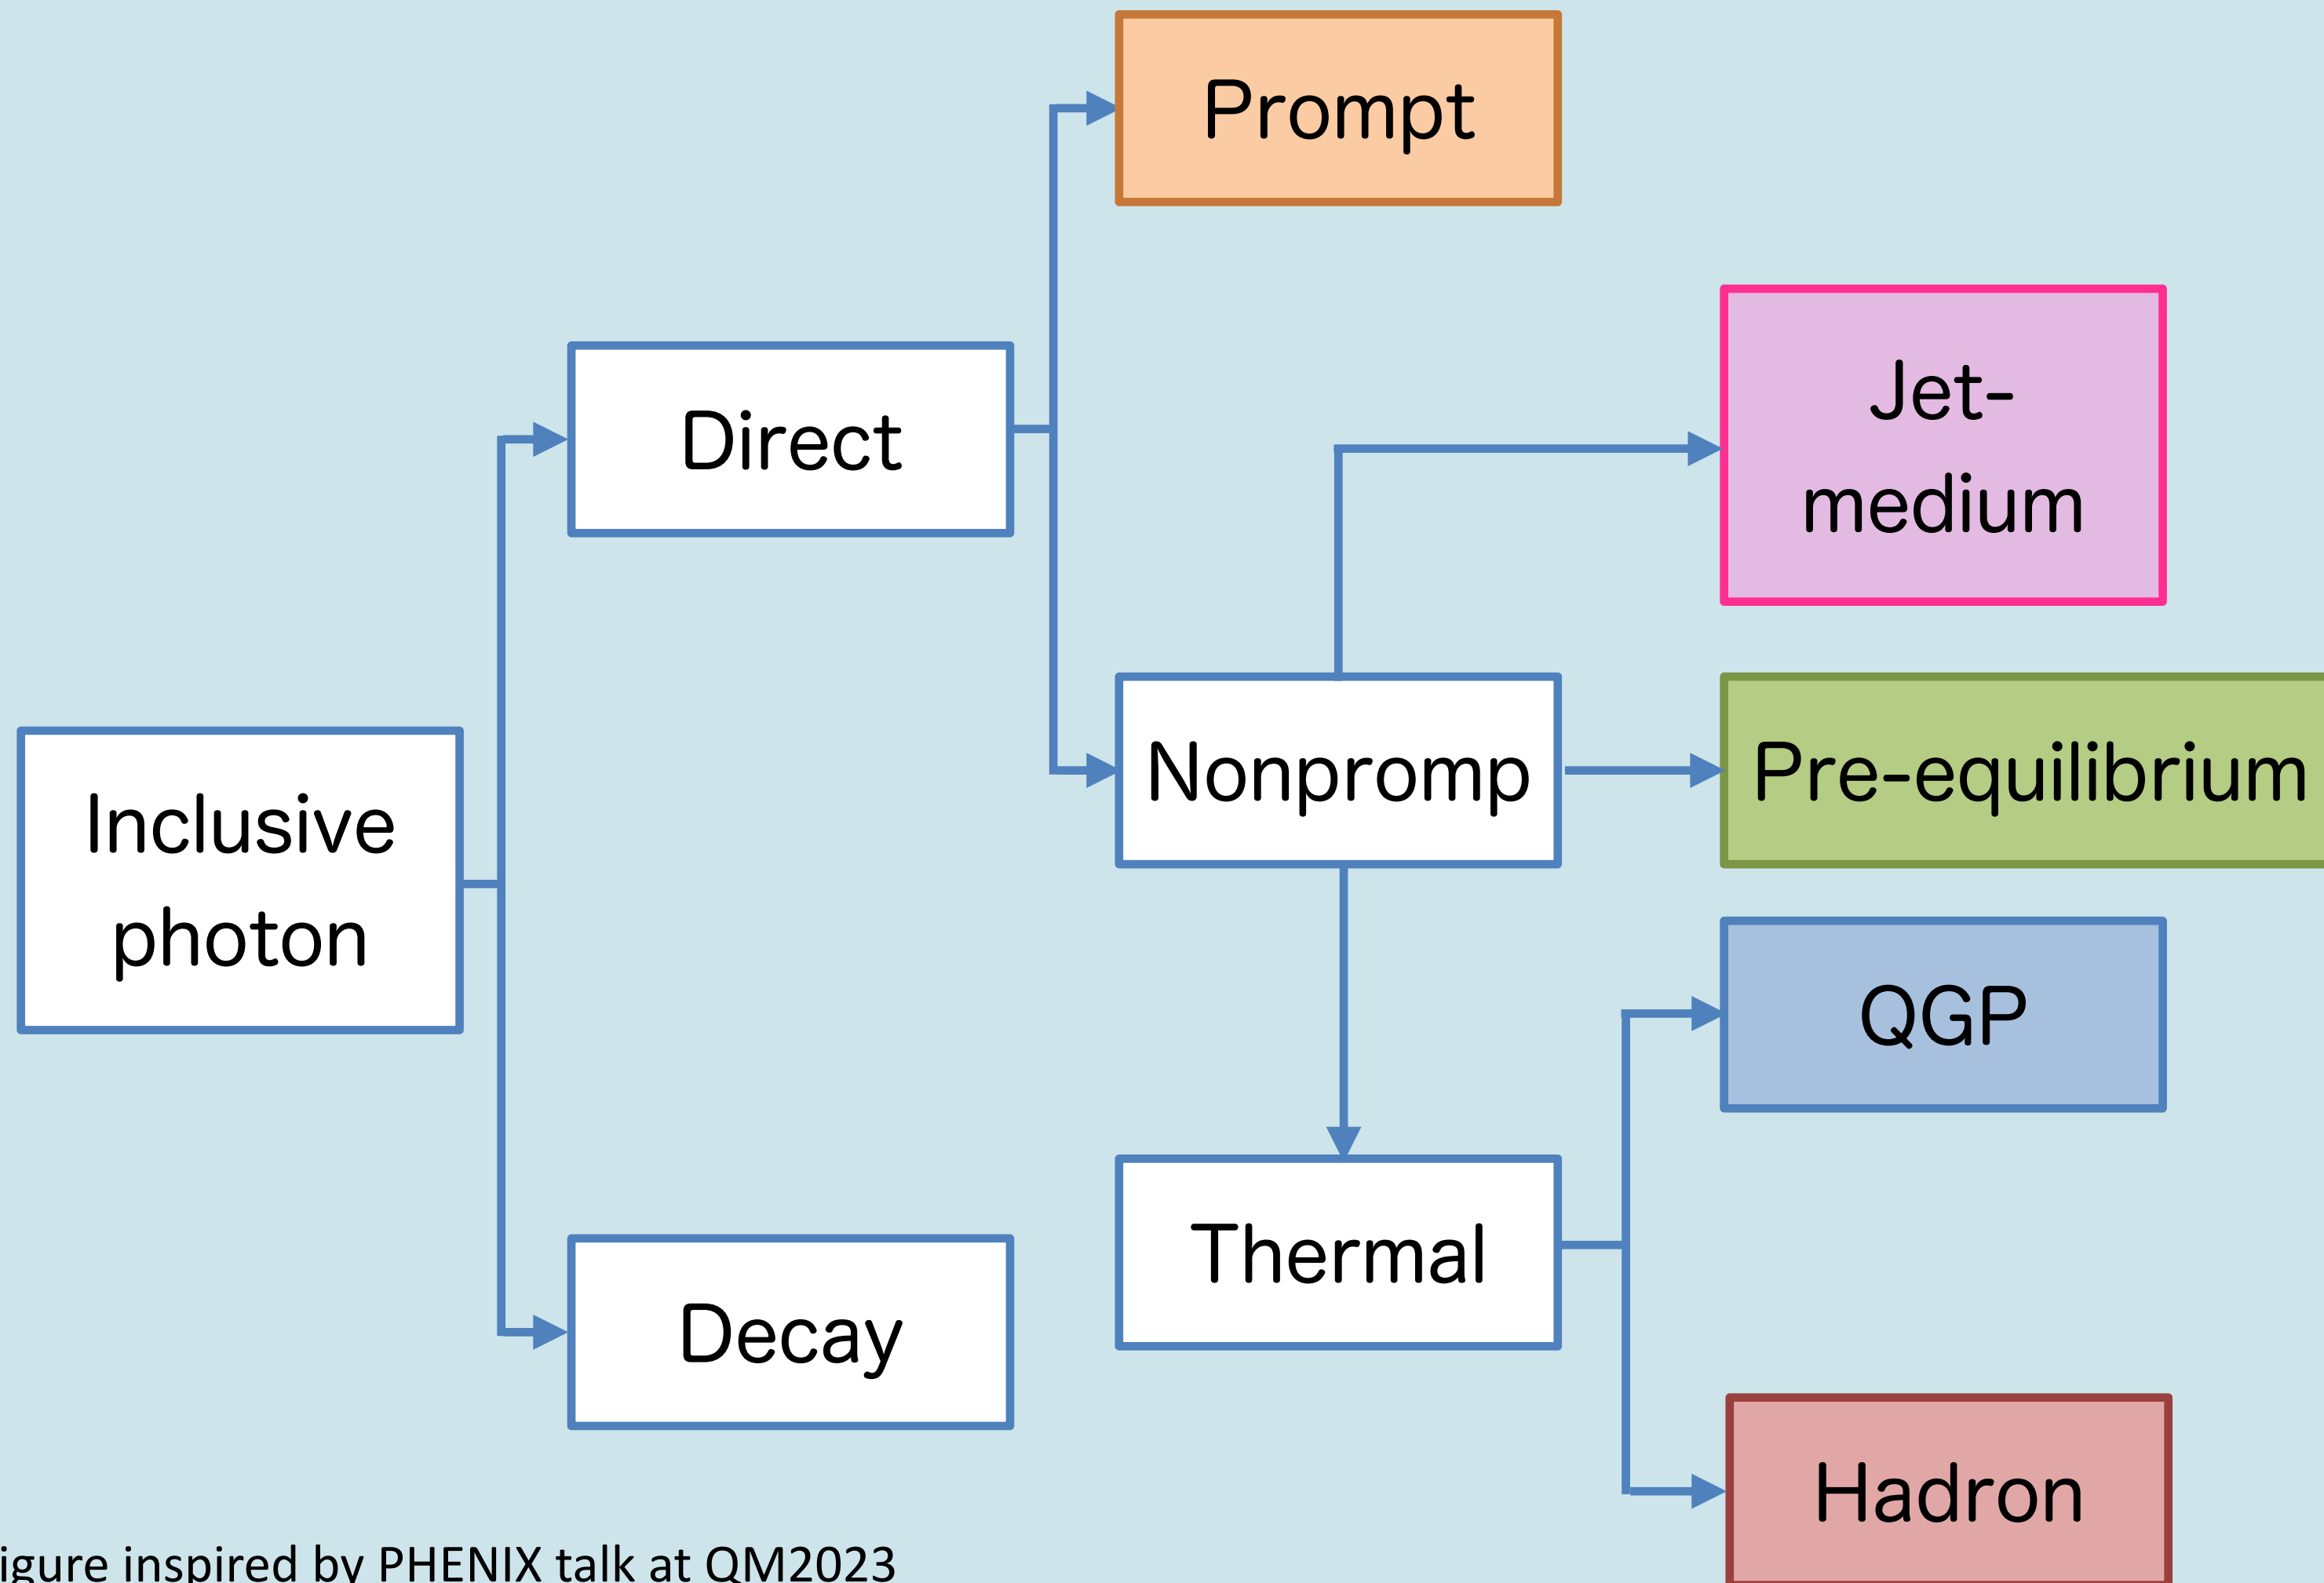 Prompt
Jet-
medium
Direct
Nonpromp
Pre-equilibrium
Inclusive
photon
QGP
Thermal
Decay
Hadron
igure inspired by PHENIX talk at QM2023